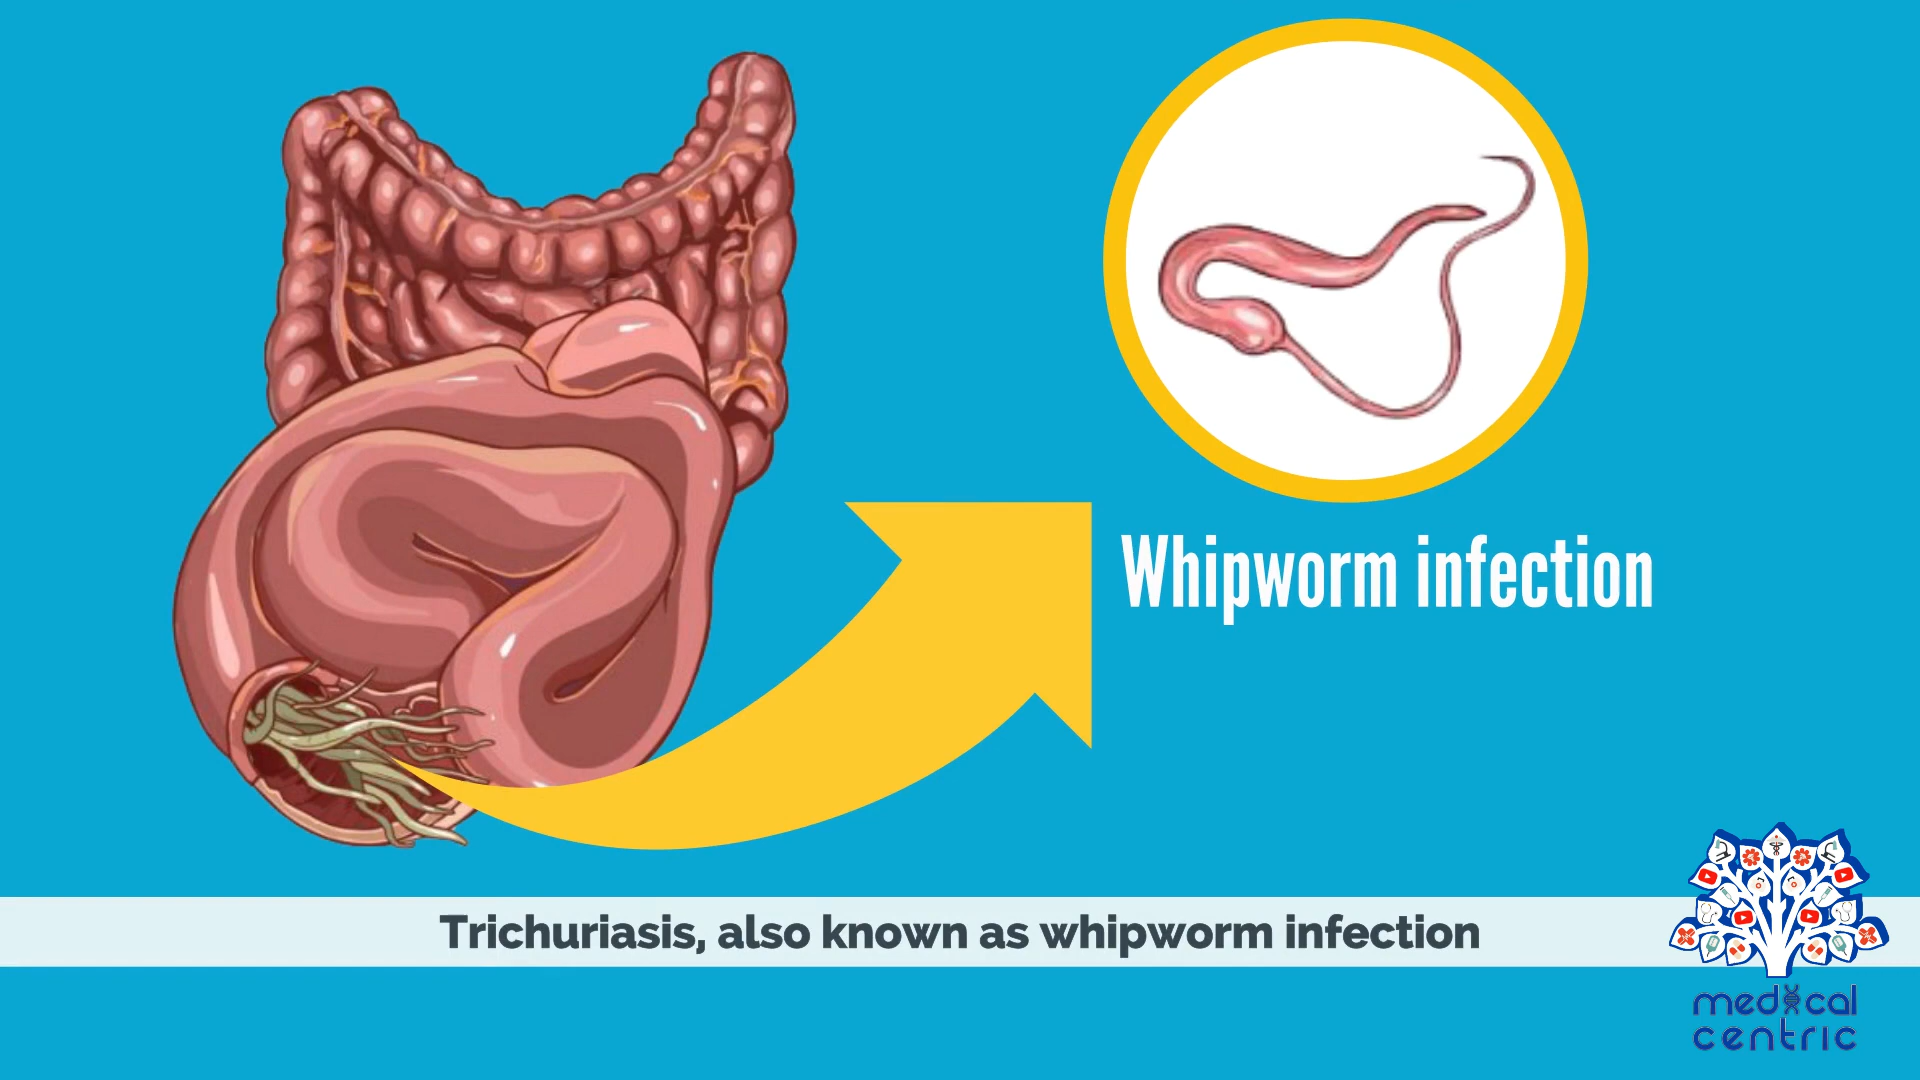 Whipworm infection
Trichuriasis, also known as whipworm infection
medical
centric